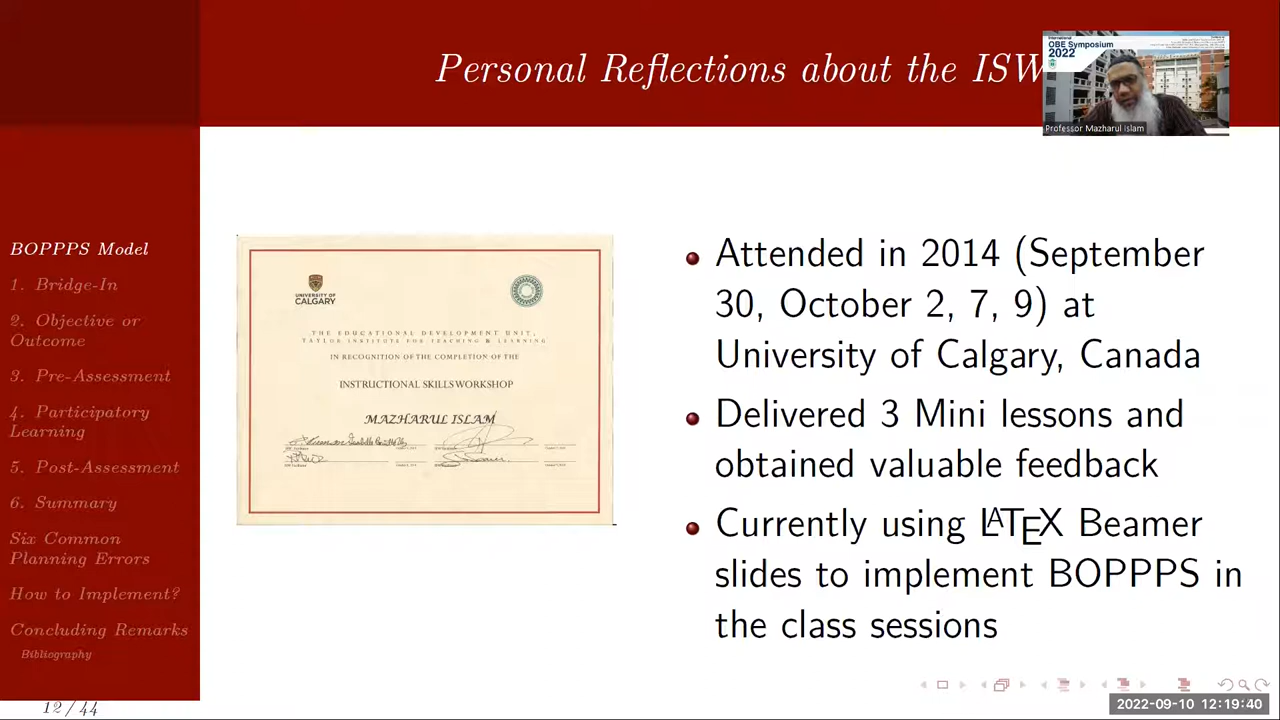 Personal Reflections about the ISW
International
OBE Symposium
2022
Professor Mazharul Islam
BOPPPS Model
1. Bridge-In
2. Objective or
Outcome
3. Pre-Assessment
4. Participatory
Learning
5. Post-Assessment
6. Summary
Six Common
Planning Errors
How to Implement?
Concluding Remarks
Bibliography
12/44
UNIVERSITY OF
CALGARY
THE EDUCATIONAL DEVELOPMENT UNIT,
TAYLOR INSTITUTE FOR TEACHING & LEARNING
IN RECOGNITION OF THE COMPLETION OF THE
INSTRUCTIONAL SKILLS WORKSHOP
MAZHARUL ISLAM
Attended in 2014 (September
30, October 2, 7, 9) at
University of Calgary, Canada
Delivered 3 Mini lessons and
obtained valuable feedback
Currently using LATEX Beamer
slides to implement BOPPPS in
the class sessions
2022-09-10 12:19:40